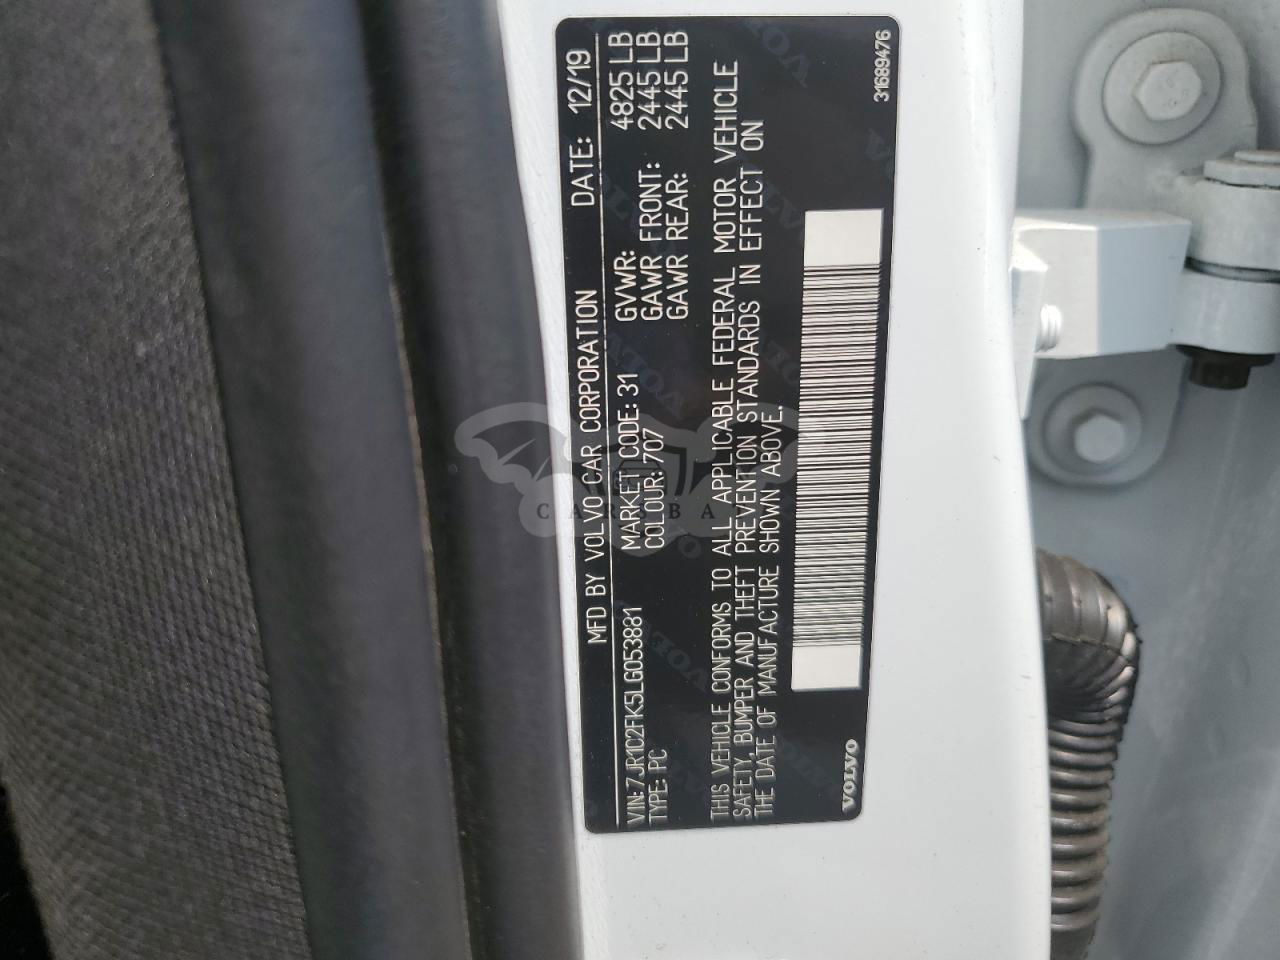 MFD BY VOLVO CAR CORPORATION DATE: 12/19
VIN: 7JR102FK5LG053881 MARKET CODE: 31 GVWR: 4825 LB
TYPE: PC COLOUR: 707 GAWR FRONT: 2445 LB
GAWR REAR: 2445 LB
THIS VEHICLE CONFORMS TO ALL APPLICABLE FEDERAL MOTOR VEHICLE
SAFETY, BUMPER AND THEFT PREVENTION STANDARDS IN EFFECT ON
THE DATE OF MANUFACTURE SHOWN ABOVE.
VOLVO 31689476